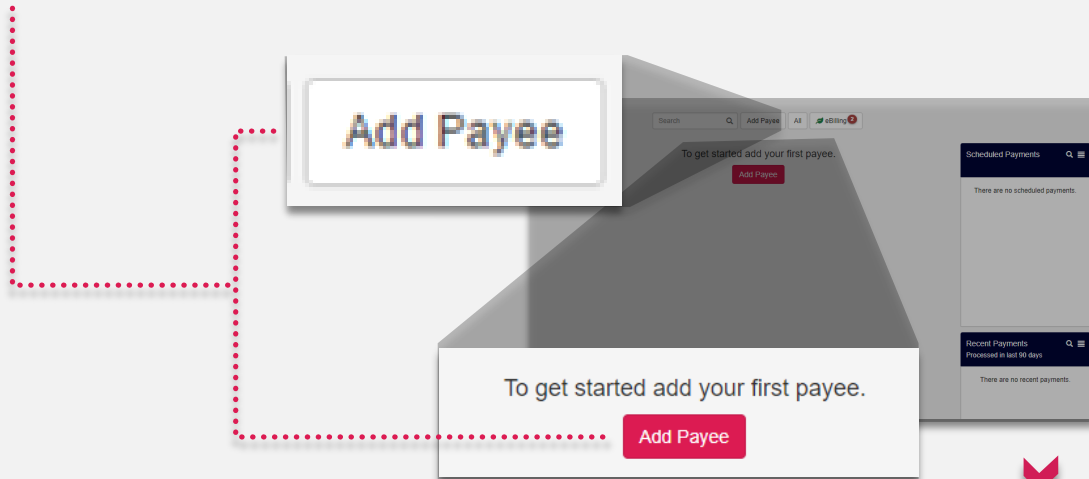 Add Payee
Search
Add Payee
All
eBilling 2
To get started add your first payee.
Add Payee
Scheduled Payments
There are no scheduled payments.
Recent Payments
Processed in last 90 days
There are no recent payments.
To get started add your first payee.
Add Payee